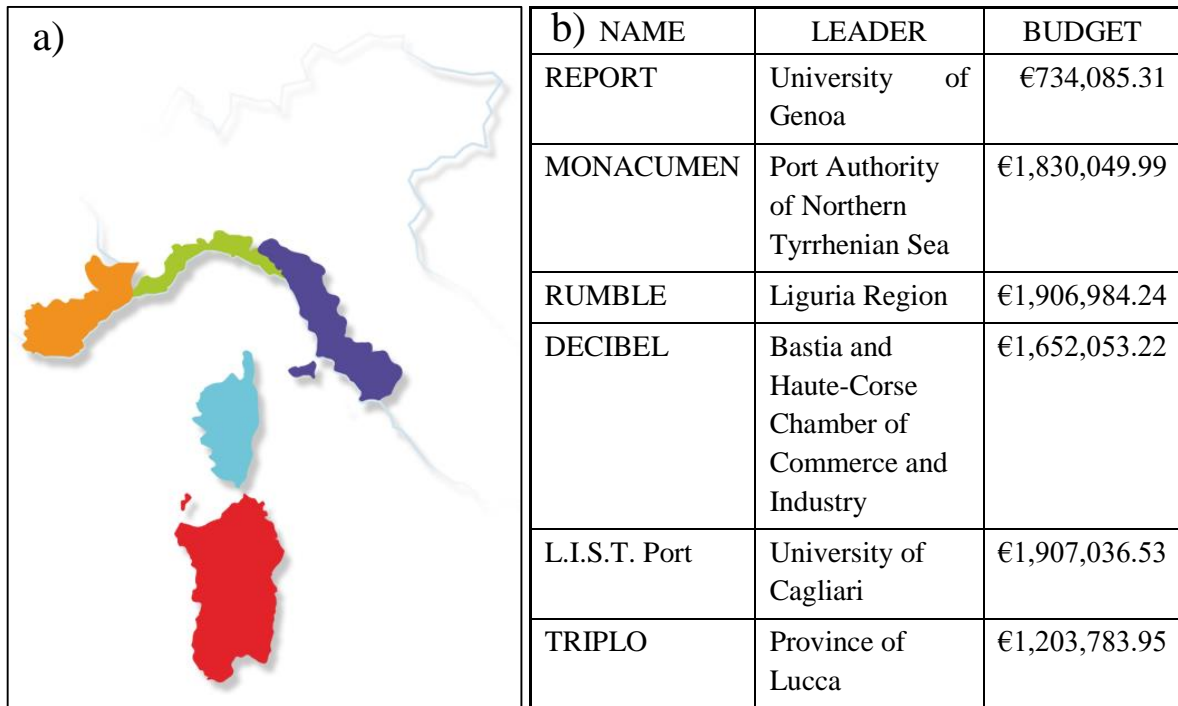 a)
b) NAME LEADER BUDGET
REPORT University of €734,085.31
Genoa
MONACUMEN Port Authority €1,830,049.99
of Northern
Tyrrhenian Sea
RUMBLE Liguria Region €1,906,984.24
DECIBEL Bastia and €1,652,053.22
Haute-Corse
Chamber of
Commerce and
Industry
L.I.S.T. Port University of €1,907,036.53
Cagliari
TRIPLO Province of €1,203,783.95
Lucca